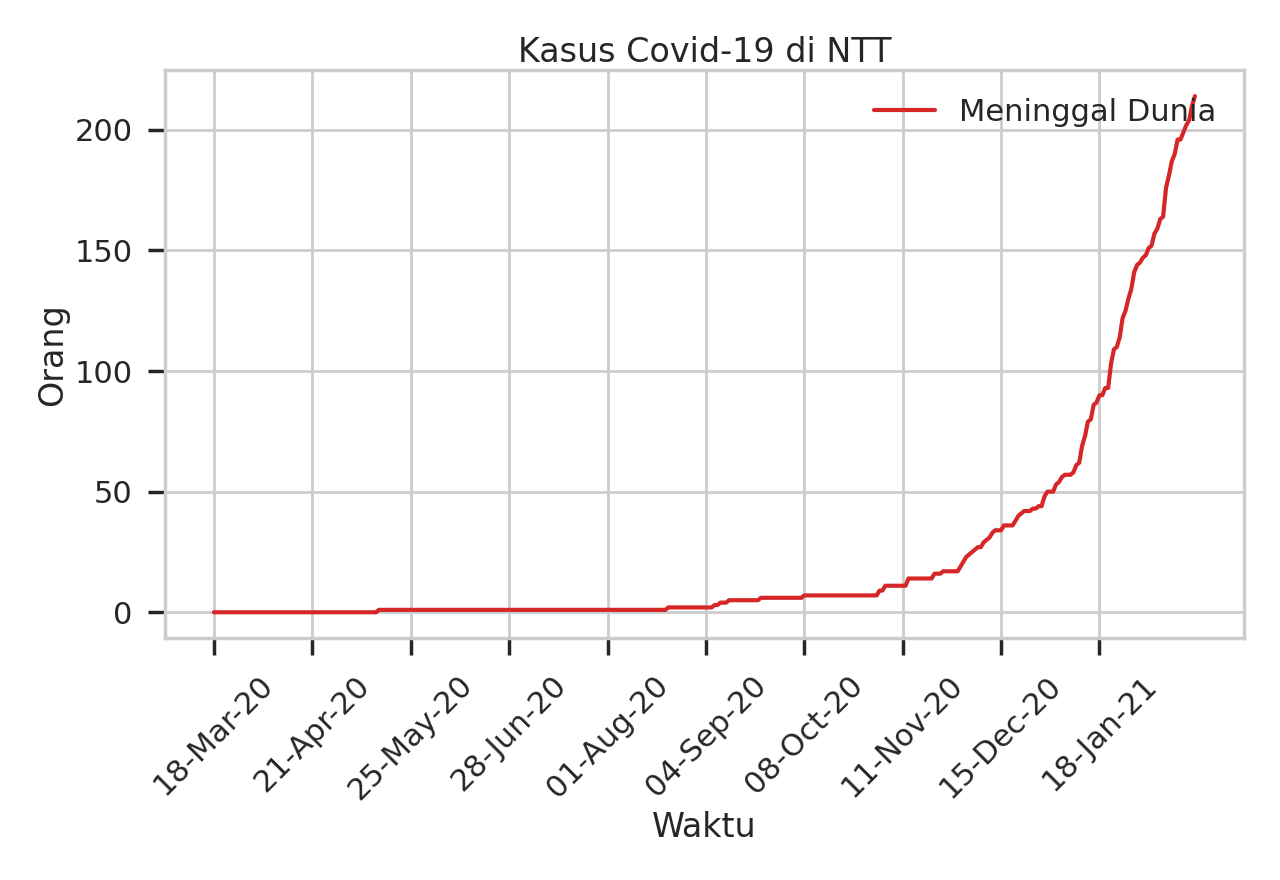 Kasus Covid-19 di NTT
Meninggal Dunia
200
150
100
50
0
Orang
18-Mar-20
21-Apr-20
25-May-20
28-Jun-20
01-Aug-20
04-Sep-20
08-Oct-20
11-Nov-20
15-Dec-20
18-Jan-21
Waktu